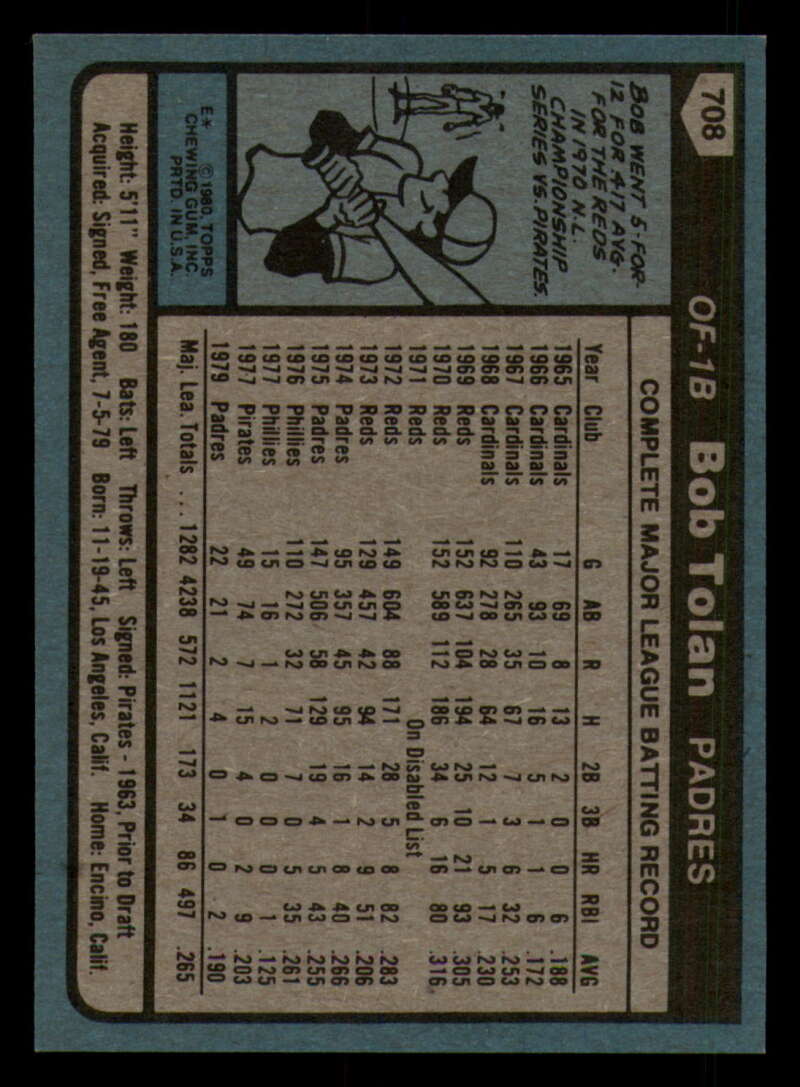 708
OF-1B Bob Tolan PADRES
BOB WENT 5-FOR-
12 FOR .417 AVG.
FOR THE REDS
IN 1970 N.L.
CHAMPIONSHIP
SERIES VS. PIRATES.
E* © 1980, TOPPS
CHEWING GUM, INC.
PRTD. IN U.S.A.
COMPLETE MAJOR LEAGUE BATTING RECORD
Year Club G AB R H 2B 3B HR RBI AVG
1965 Cardinals 17 69 8 13 2 0 0 6 .188
1966 Cardinals 43 93 10 16 5 1 1 6 .172
1967 Cardinals 110 265 35 67 7 3 6 32 .253
1968 Cardinals 92 278 28 64 12 1 5 17 .230
1969 Reds 152 637 104 194 25 10 21 93 .305
1970 Reds 152 589 112 186 34 6 16 80 .316
1971 Reds On Disabled List
1972 Reds 149 604 88 171 28 5 8 82 .283
1973 Reds 129 457 42 94 14 2 9 51 .206
1974 Padres 95 357 45 95 16 1 8 40 .266
1975 Padres 147 506 58 129 19 4 5 43 .255
1976 Phillies 110 272 32 71 7 0 5 35 .261
1977 Phillies 15 16 1 2 0 0 0 1 .125
1977 Pirates 49 74 7 15 4 0 2 9 .203
1979 Padres 22 21 2 4 0 1 0 2 .190
Maj. Lea. Totals . . . 1282 4238 572 1121 173 34 86 497 .265
Height: 5'11" Weight: 180 Bats: Left Throws: Left Signed: Pirates - 1963, Prior to Draft
Acquired: Signed, Free Agent, 7-5-79 Born: 11-19-45, Los Angeles, Calif. Home: Encino, Calif.